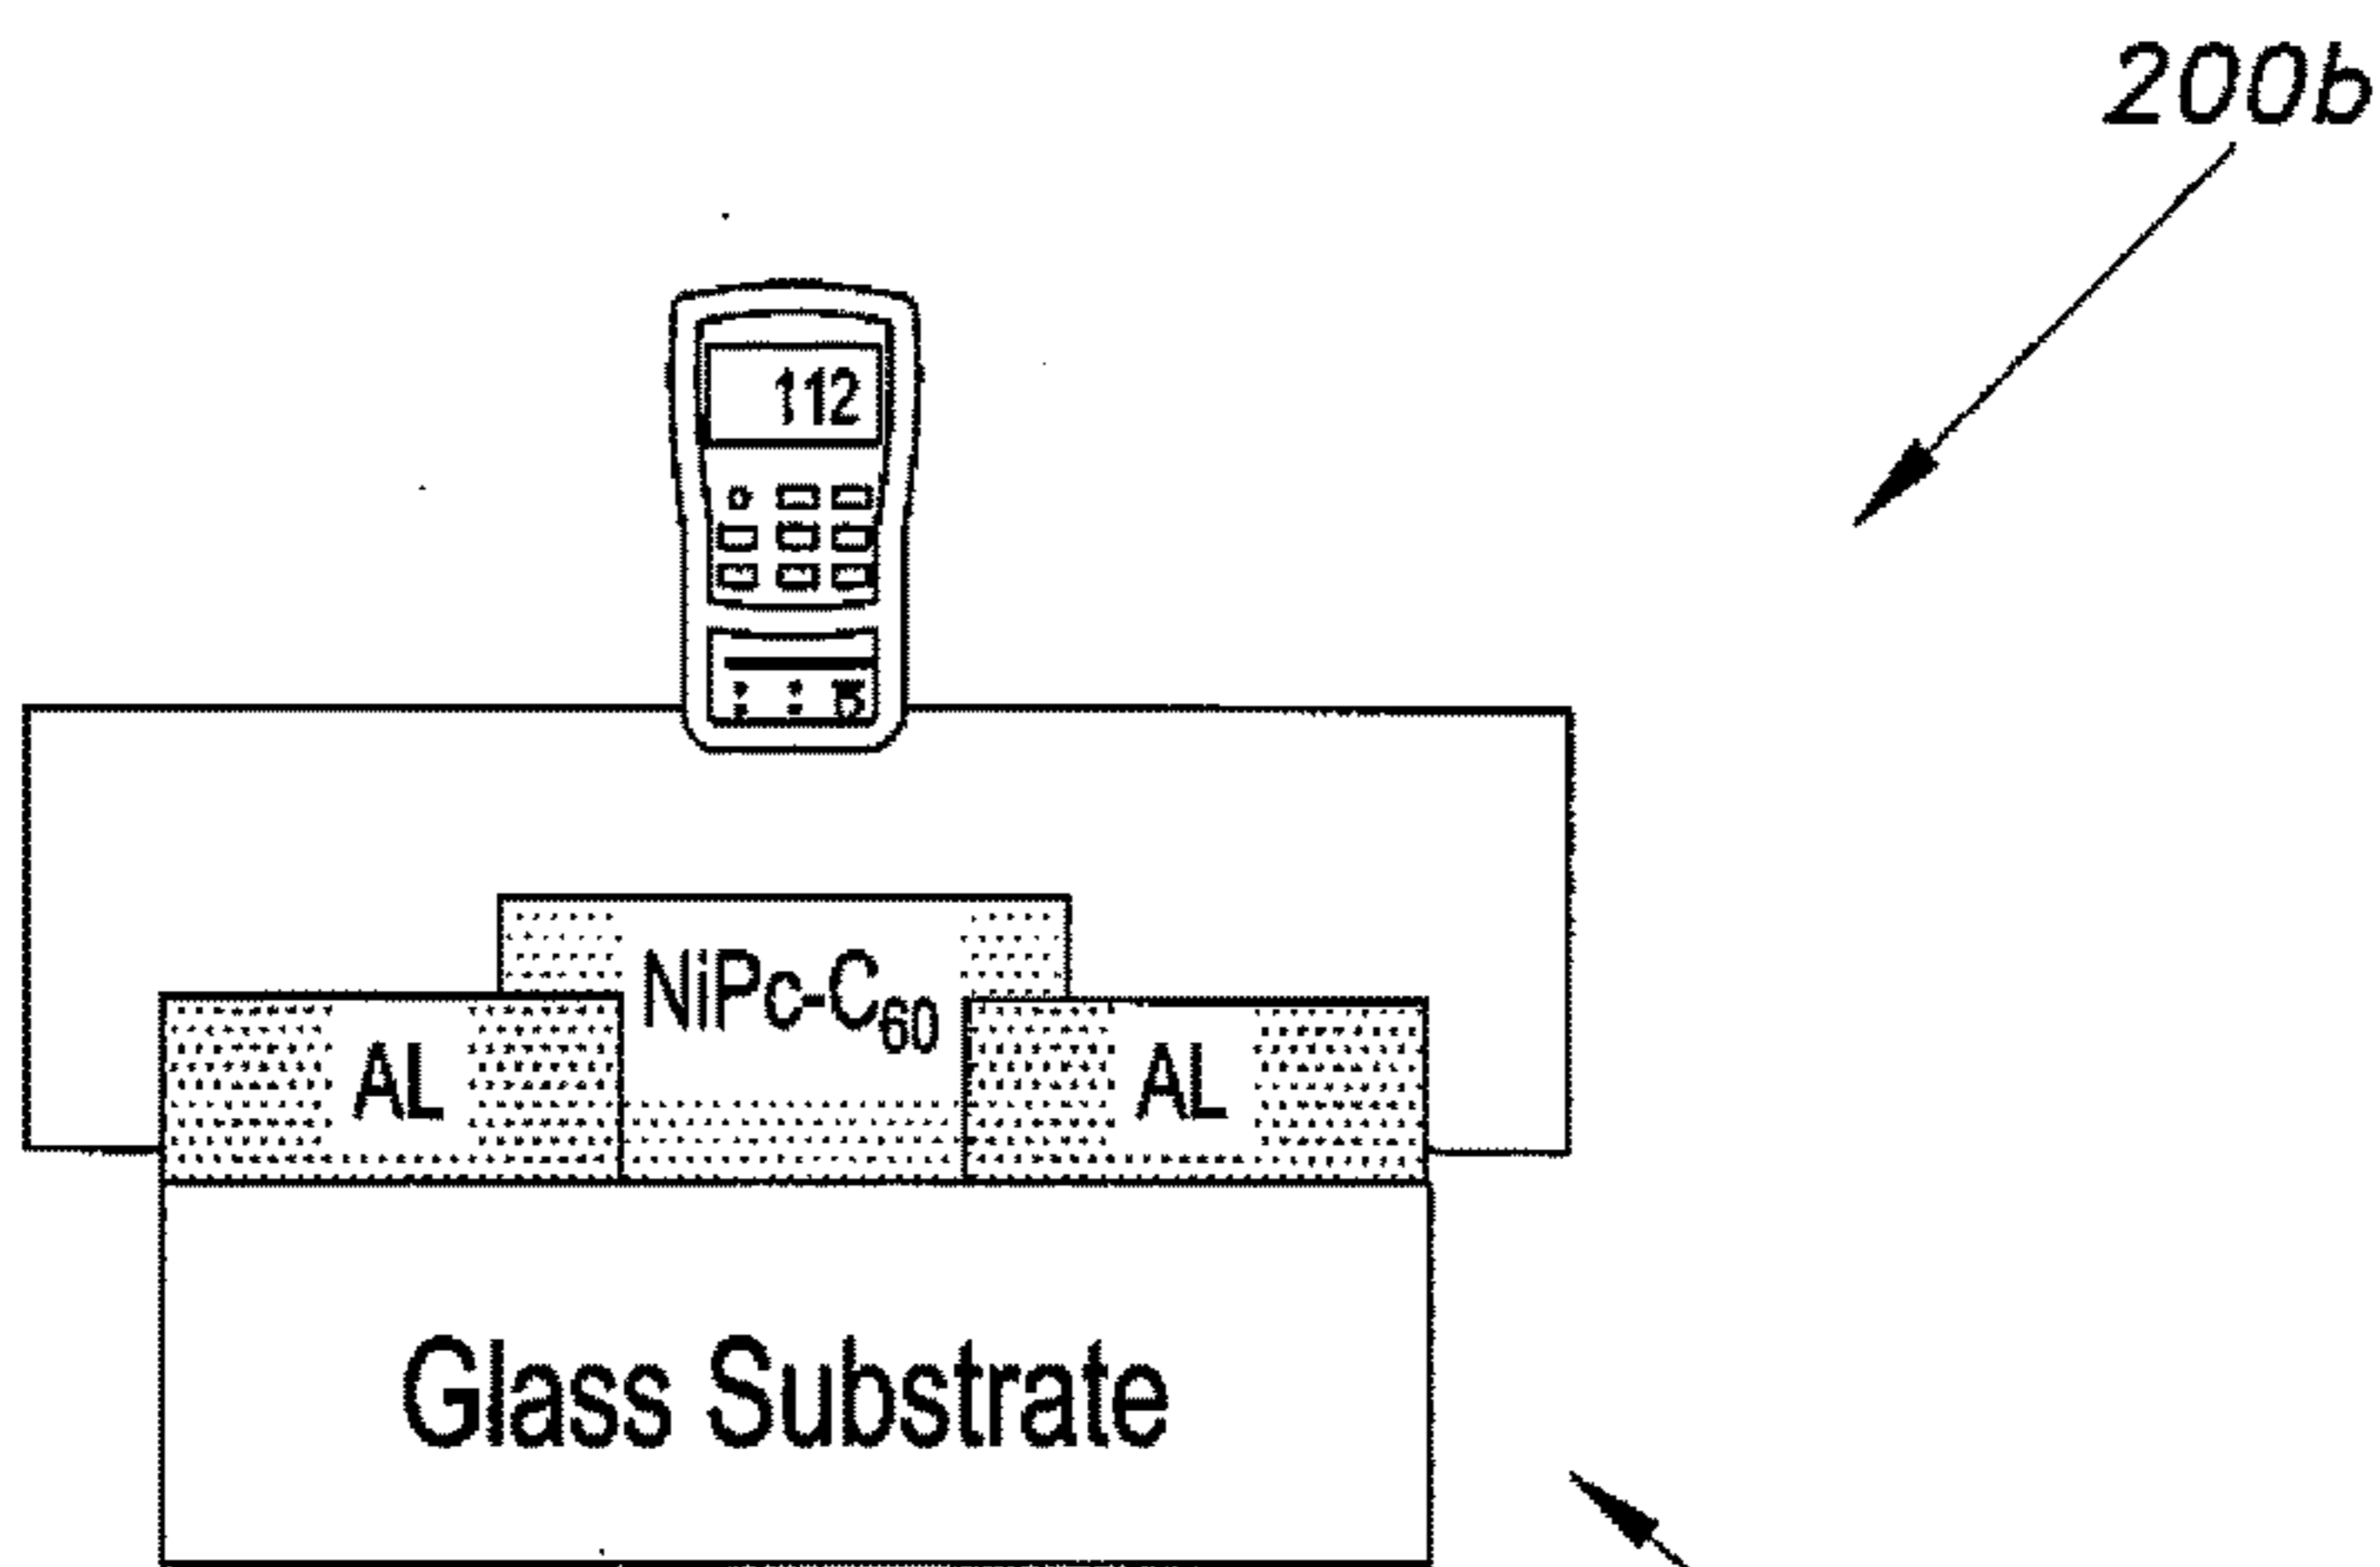 200b
112
NiPc-C₆₀
AL AL
Glass Substrate